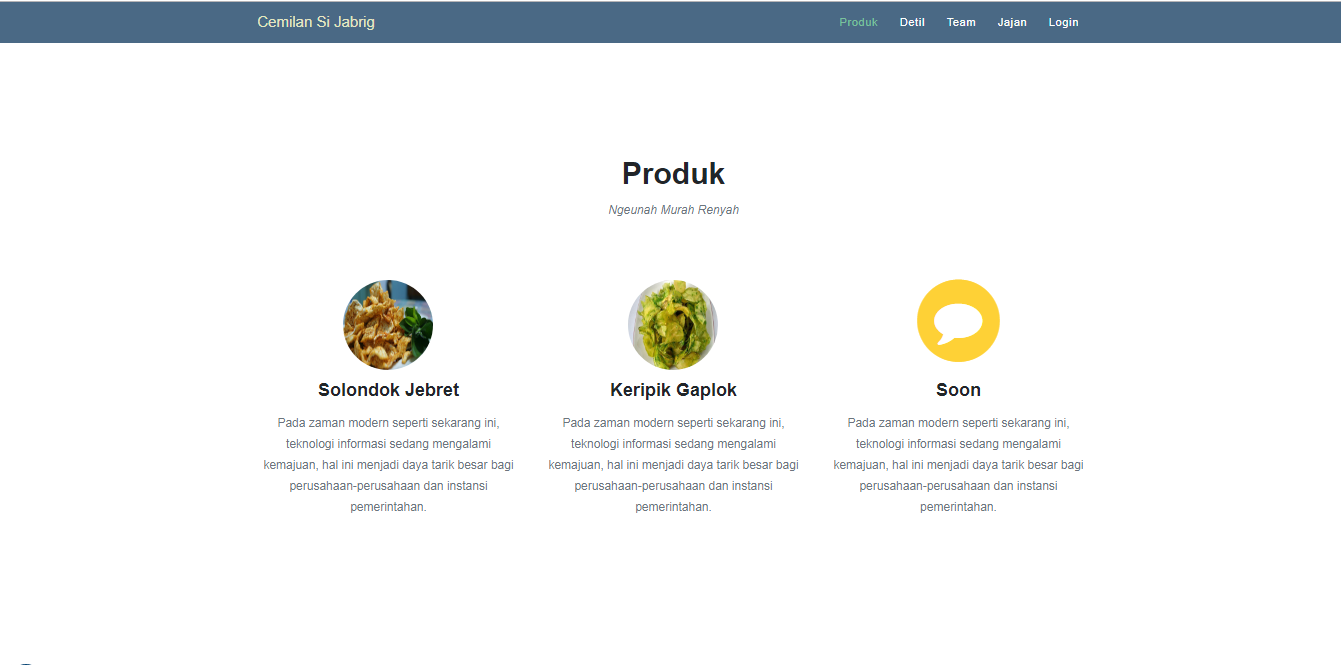 Cemilan Si Jabrig
Produk Detil Team Jajan Login
Produk
Ngeunah Murah Renyah
Solondok Jebret
Pada zaman modern seperti sekarang ini,
teknologi informasi sedang mengalami
kemajuan, hal ini menjadi daya tarik besar bagi
perusahaan-perusahaan dan instansi
pemerintahan.
Keripik Gaplok
Pada zaman modern seperti sekarang ini,
teknologi informasi sedang mengalami
kemajuan, hal ini menjadi daya tarik besar bagi
perusahaan-perusahaan dan instansi
pemerintahan.
Soon
Pada zaman modern seperti sekarang ini,
teknologi informasi sedang mengalami
kemajuan, hal ini menjadi daya tarik besar bagi
perusahaan-perusahaan dan instansi
pemerintahan.